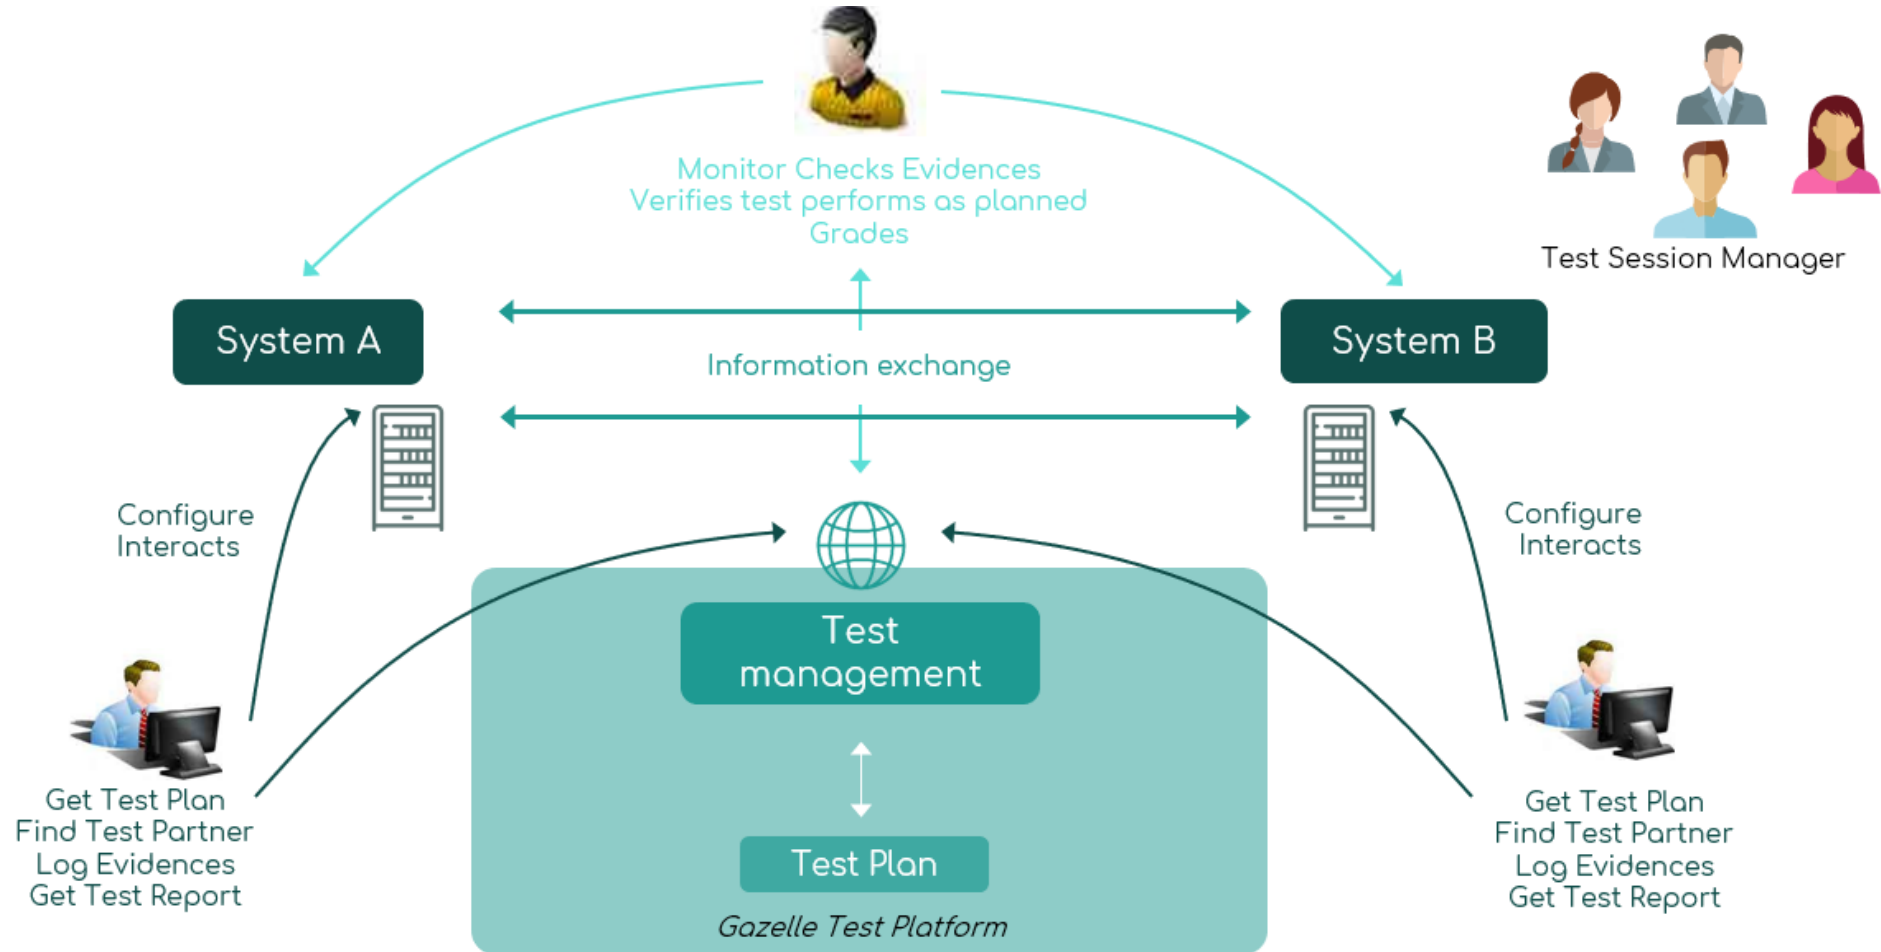 Monitor Checks Evidences
Verifies test performs as planned
Grades
Test Session Manager
System A
System B
Information exchange
Configure
Interacts
Configure
Interacts
Test
management
Get Test Plan
Find Test Partner
Log Evidences
Get Test Report
Test Plan
Gazelle Test Platform
Get Test Plan
Find Test Partner
Log Evidences
Get Test Report